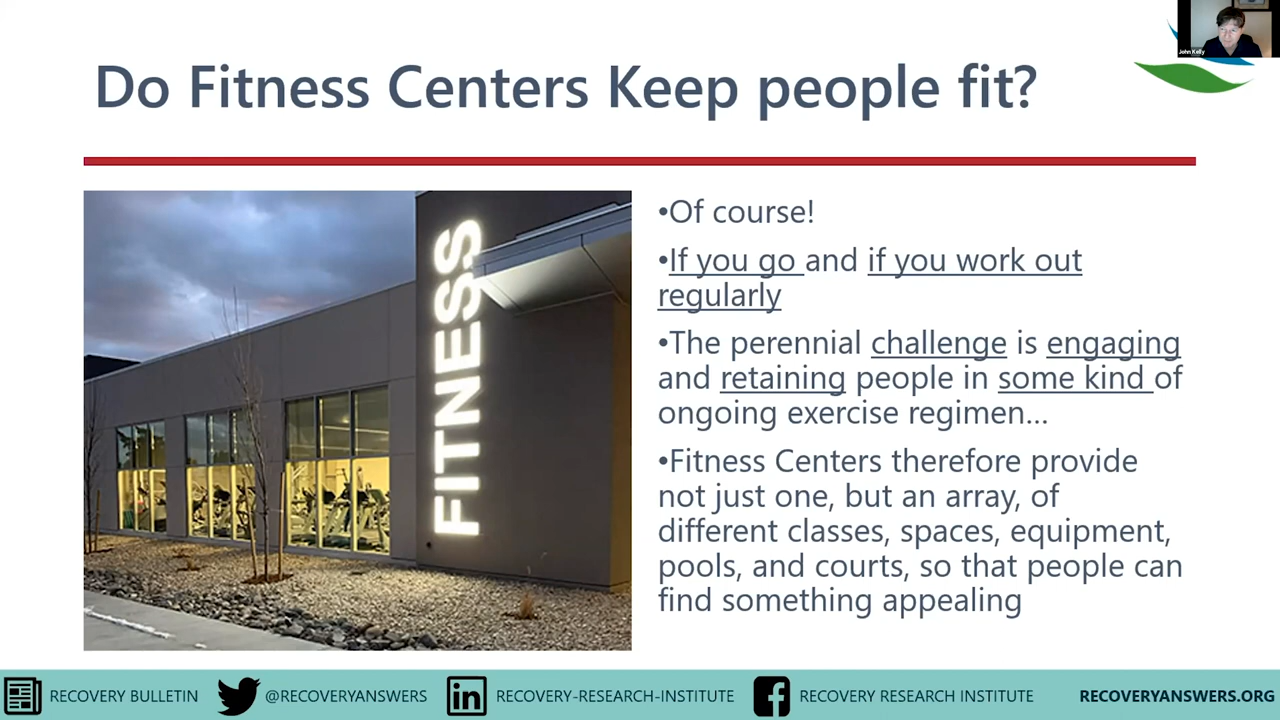 John Kelly
Do Fitness Centers Keep people fit?
FITNESS
•Of course!
•If you go and if you work out
regularly
•The perennial challenge is engaging
and retaining people in some kind of
ongoing exercise regimen...
•Fitness Centers therefore provide
not just one, but an array, of
different classes, spaces, equipment,
pools, and courts, so that people can
find something appealing
RECOVERY BULLETIN @RECOVERYANSWERS RECOVERY-RESEARCH-INSTITUTE RECOVERY RESEARCH INSTITUTE RECOVERYANSWERS.ORG